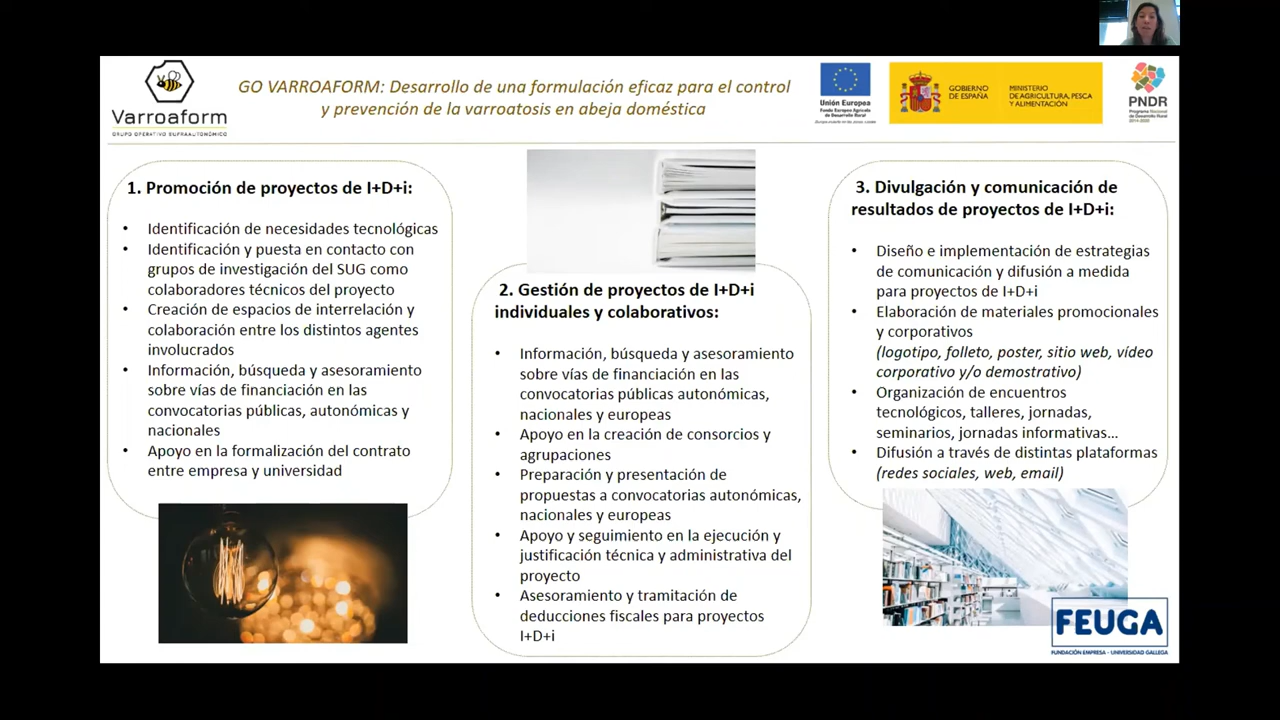 Varroaform
GRUPO OPERATIVO SUPRAAUTONÓMICO
GO VARROAFORM: Desarrollo de una formulación eficaz para el control
y prevención de la varroatosis en abeja doméstica
Unión Europea
Fondo Europeo Agrícola
de Desarrollo Rural
GOBIERNO
DE ESPAÑA
MINISTERIO
DE AGRICULTURA, PESCA
Y ALIMENTACIÓN
PNDR
Programa Nacional
de Desarrollo Rural
2014-2020
1. Promoción de proyectos de I+D+i:
• Identificación de necesidades tecnológicas
• Identificación y puesta en contacto con
grupos de investigación del SUG como
colaboradores técnicos del proyecto
• Creación de espacios de interrelación y
colaboración entre los distintos agentes
involucrados
• Información, búsqueda y asesoramiento
sobre vías de financiación en las
convocatorias públicas, autonómicas y
nacionales
• Apoyo en la formalización del contrato
entre empresa y universidad
2. Gestión de proyectos de I+D+i
individuales y colaborativos:
• Información, búsqueda y asesoramiento
sobre vías de financiación en las
convocatorias públicas autonómicas,
nacionales y europeas
• Apoyo en la creación de consorcios y
agrupaciones
• Preparación y presentación de
propuestas a convocatorias autonómicas,
nacionales y europeas
• Apoyo y seguimiento en la ejecución y
justificación técnica y administrativa del
proyecto
• Asesoramiento y tramitación de
deducciones fiscales para proyectos
I+D+i
3. Divulgación y comunicación de
resultados de proyectos de I+D+i:
• Diseño e implementación de estrategias
de comunicación y difusión a medida
para proyectos de I+D+i
• Elaboración de materiales promocionales
y corporativos
(logotipo, folleto, poster, sitio web, vídeo
corporativo y/o demostrativo)
• Organización de encuentros
tecnológicos, talleres, jornadas,
seminarios, jornadas informativas...
• Difusión a través de distintas plataformas
(redes sociales, web, email)
FEUGA
FUNDACIÓN EMPRESA - UNIVERSIDAD GALLEGA